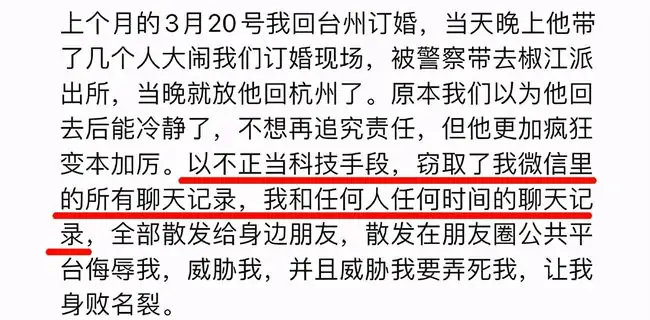 上个月的3月20号我回台州订婚，当天晚上他带
了几个人大闹我们订婚现场，被警察带去椒江派
出所，当晚就放他回杭州了。原本我们以为他回
去后能冷静了，不想再追究责任，但他更加疯狂
变本加厉。以不正当科技手段，窃取了我微信里
的所有聊天记录，我和任何人任何时间的聊天记
录，全部散发给身边朋友，散发在朋友圈公共平
台侮辱我，威胁我，并且威胁我要弄死我，让我
身败名裂。